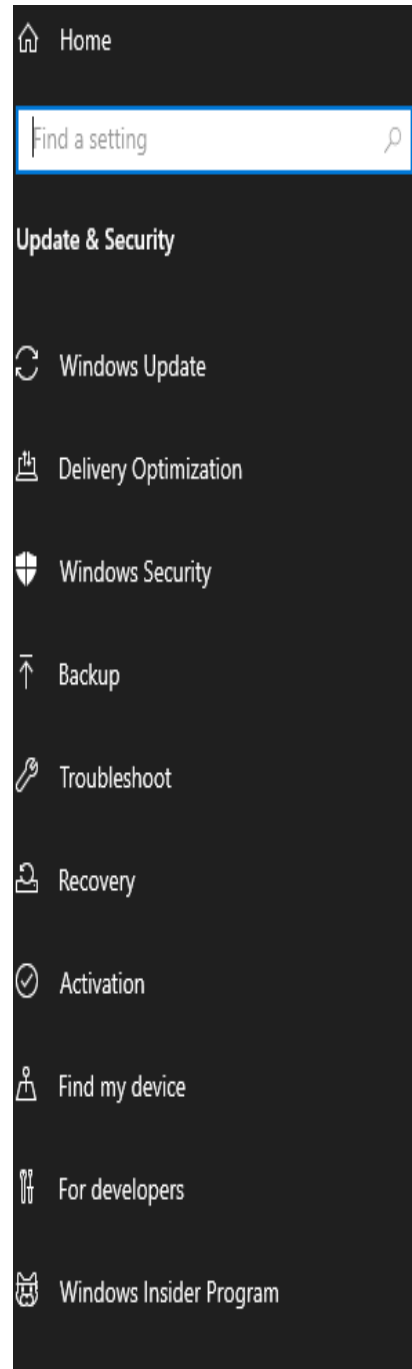 Home
Find a setting
Update & Security
Windows Update
Delivery Optimization
Windows Security
Backup
Troubleshoot
Recovery
Activation
Find my device
For developers
Windows Insider Program